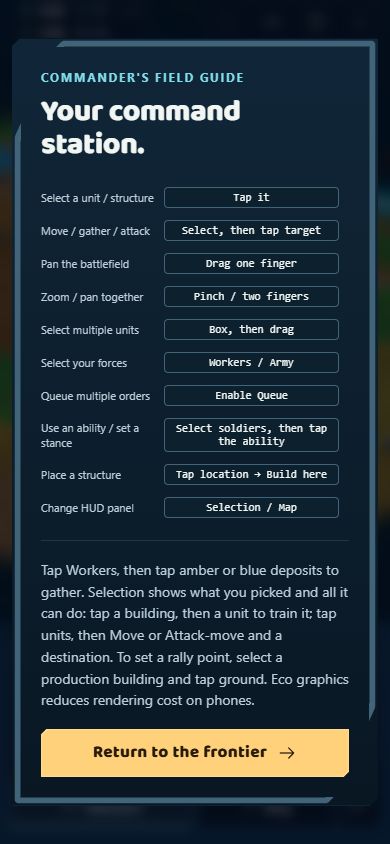 COMMANDER'S FIELD GUIDE
Your command
station.
Select a unit / structure Tap it
Move / gather / attack Select, then tap target
Pan the battlefield Drag one finger
Zoom / pan together Pinch / two fingers
Select multiple units Box, then drag
Select your forces Workers / Army
Queue multiple orders Enable Queue
Use an ability / set a stance Select soldiers, then tap the ability
Place a structure Tap location → Build here
Change HUD panel Selection / Map
Tap Workers, then tap amber or blue deposits to
gather. Selection shows what you picked and all it
can do: tap a building, then a unit to train it; tap
units, then Move or Attack-move and a
destination. To set a rally point, select a
production building and tap ground. Eco graphics
reduces rendering cost on phones.
Return to the frontier →